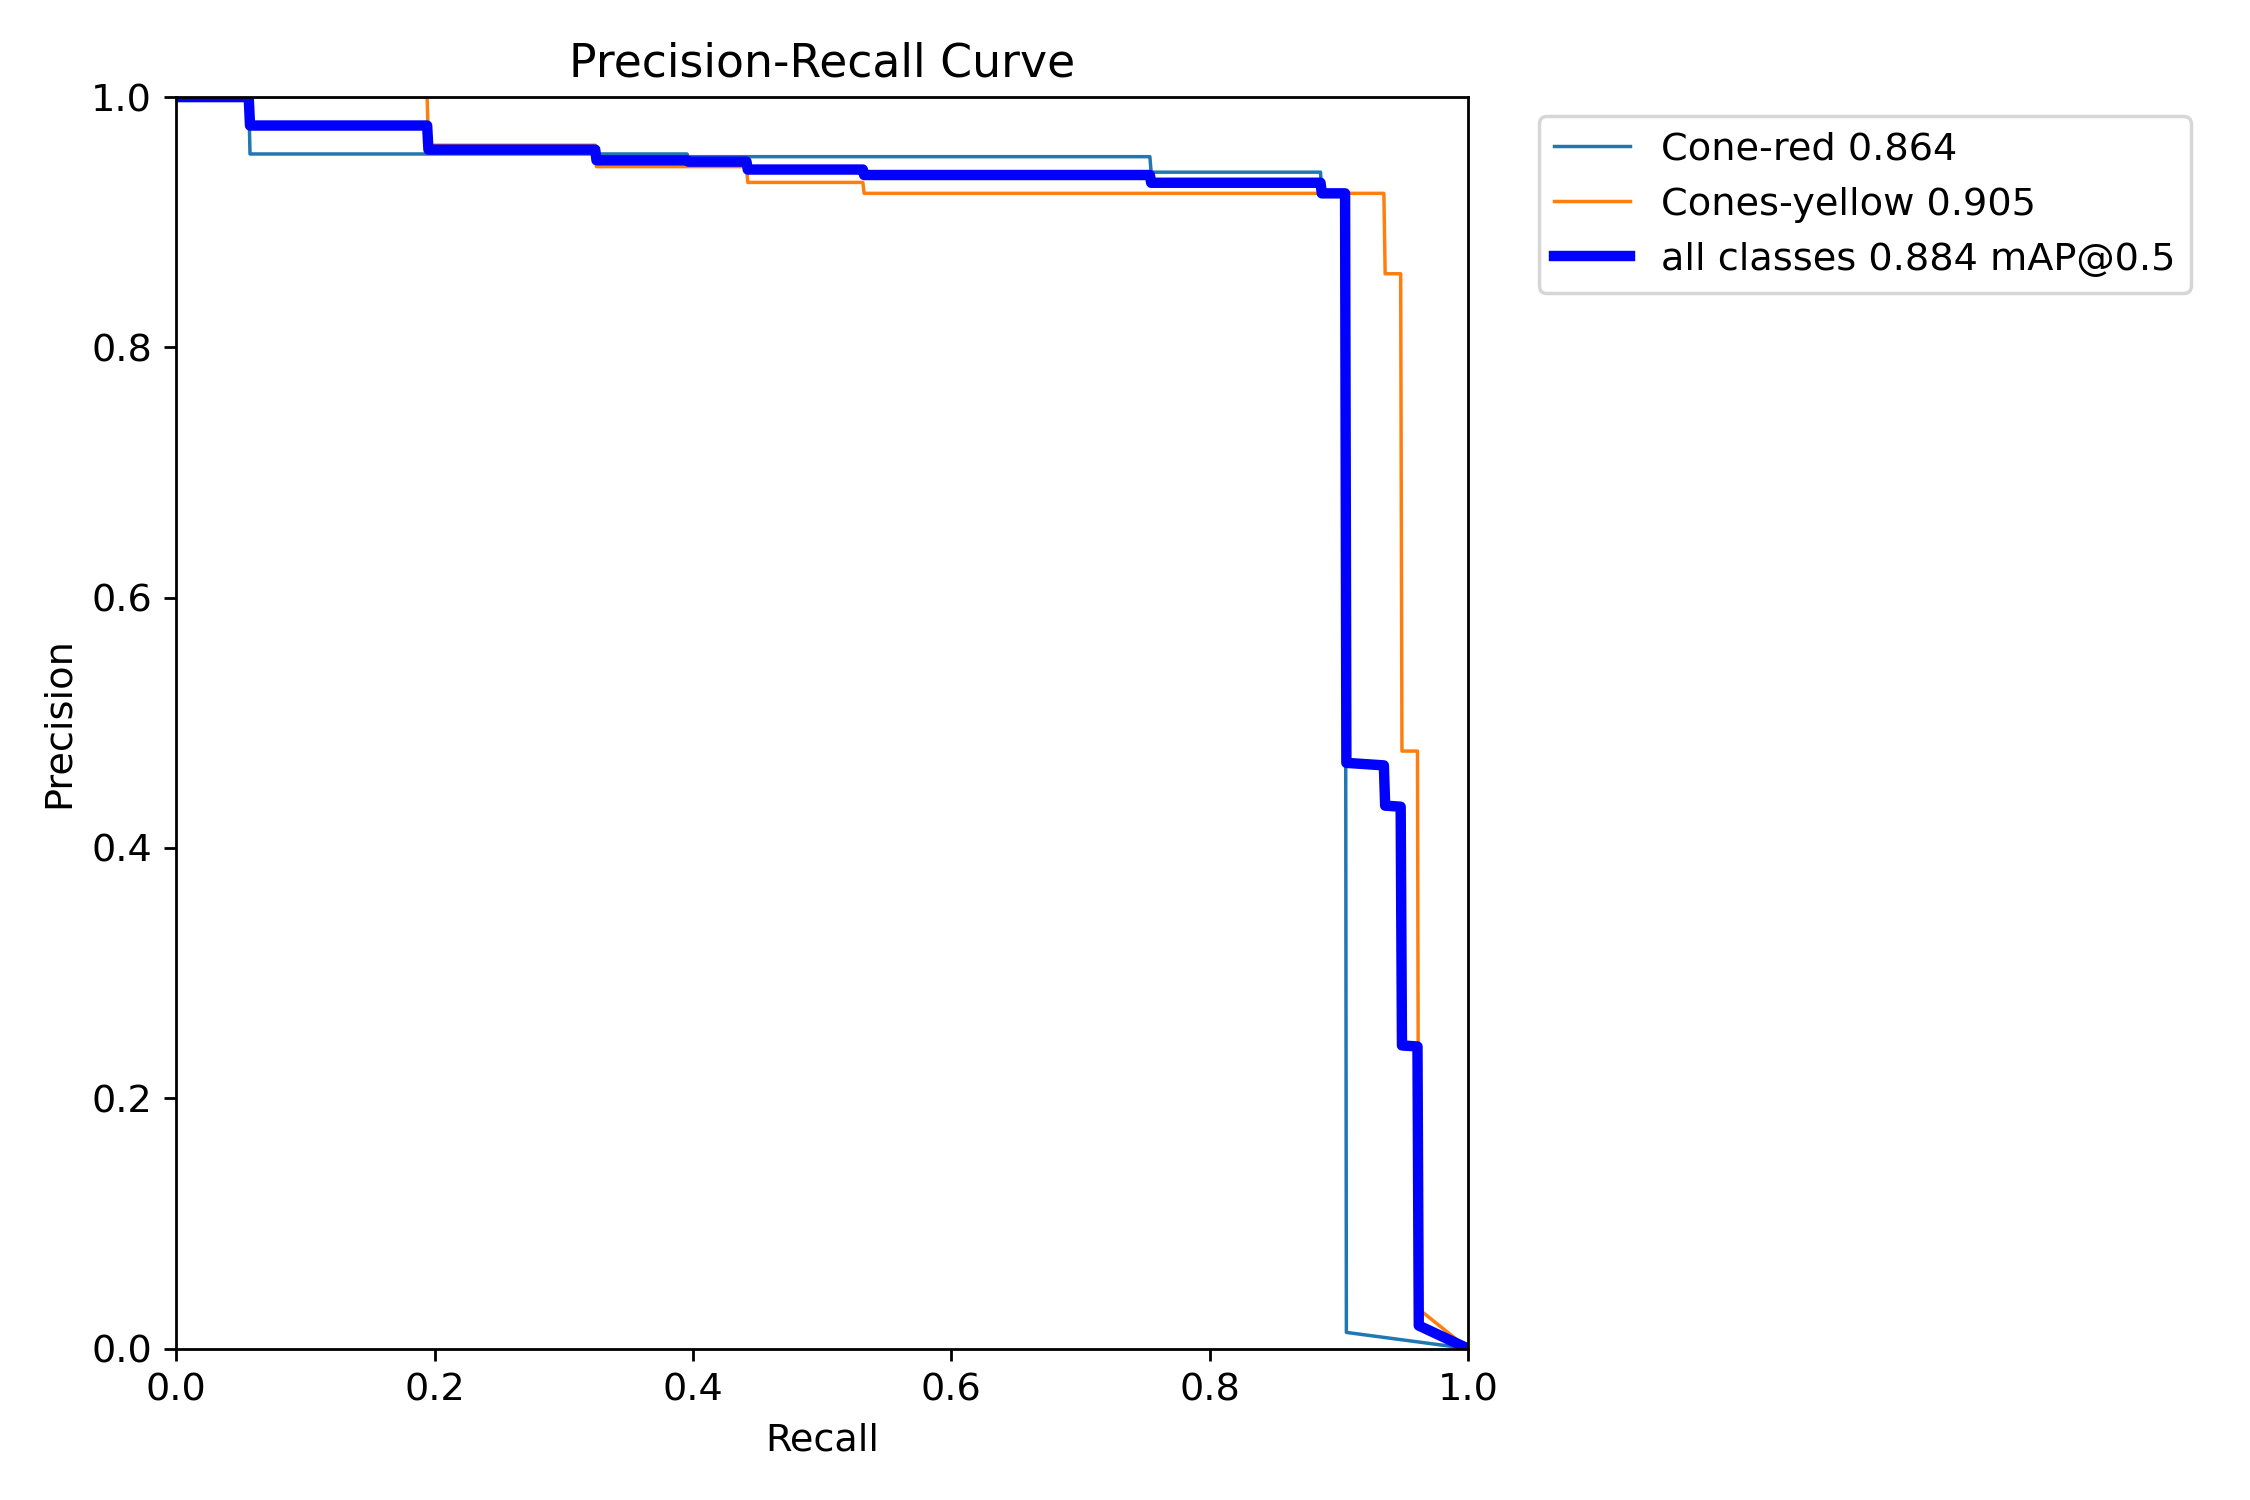 Precision-Recall Curve
1.0
0.8
0.6
0.4
0.2
0.0
Precision
0.0 0.2 0.4 0.6 0.8 1.0
Recall
Cone-red 0.864
Cones-yellow 0.905
all classes 0.884 mAP@0.5